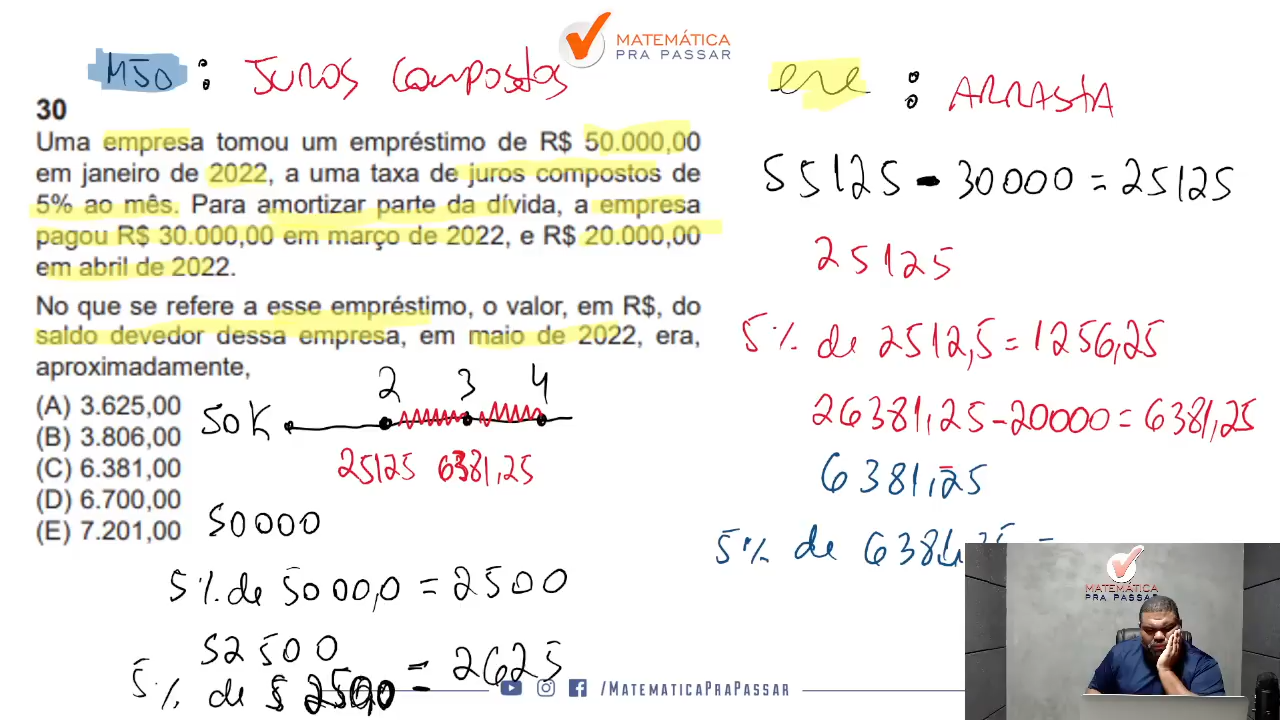 MJO : JUROS COMPOSTOS
MATEMÁTICA
PRA PASSAR
30
Uma empresa tomou um empréstimo de R$ 50.000,00
em janeiro de 2022, a uma taxa de juros compostos de
5% ao mês. Para amortizar parte da dívida, a empresa
pagou R$ 30.000,00 em março de 2022, e R$ 20.000,00
em abril de 2022.
No que se refere a esse empréstimo, o valor, em R$, do
saldo devedor dessa empresa, em maio de 2022, era,
aproximadamente,
(A) 3.625,00
(B) 3.806,00
(C) 6.381,00
(D) 6.700,00
(E) 7.201,00
2 3 4
50K
25125 6381,25
50000
5% de 5000,0 = 2500
52500
5% de 5250,0 = 2625
: ARRASTA
55125 - 30000 = 25125
25125
5% de 2512,5 = 1256,25
26381,25 - 20000 = 6381,25
6381,25
5% de 6381,25 =
/MATEMATICAPRAPASSAR
MATEMÁTICA
PRA PASSAR